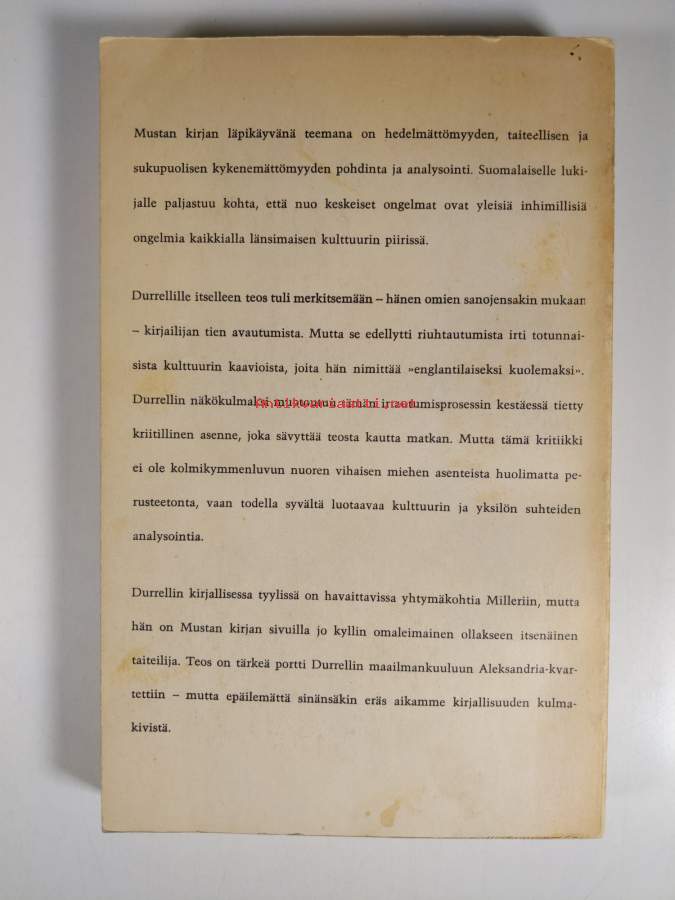 Mustan kirjan läpikäyvänä teemana on hedelmättömyyden, taiteellisen ja
sukupuolisen kykenemättömyyden pohdinta ja analysointi. Suomalaiselle luki-
jalle paljastuu kohta, että nuo keskeiset ongelmat ovat yleisiä inhimillisiä
ongelmia kaikkialla länsimaisen kulttuurin piirissä.
Durrellille itselleen teos tuli merkitsemään – hänen omien sanojensakin mukaan
– kirjailijan tien avautumista. Mutta se edellytti riuhtautumista irti totunnai-
sista kulttuurin kaavioista, joita hän nimittää »englantilaiseksi kuolemaksi».
Durrellin näkökulmaksi muotoutui tämän irtautumisprosessin kestäessä tietty
kriitillinen asenne, joka sävyttää teosta kautta matkan. Mutta tämä kritiikki
ei ole kolmikymmenluvun nuoren vihaisen miehen asenteista huolimatta pe-
rusteetonta, vaan todella syvältä luotaavaa kulttuurin ja yksilön suhteiden
analysointia.
Durrellin kirjallisessa tyylissä on havaittavissa yhtymäkohtia Milleriin, mutta
hän on Mustan kirjan sivuilla jo kyllin omaleimainen ollakseen itsenäinen
taiteilija. Teos on tärkeä portti Durrellin maailmankuuluun Aleksandria-kvar-
tettiin – mutta epäilemättä sinänsäkin eräs aikamme kirjallisuuden kulma-
kivistä.